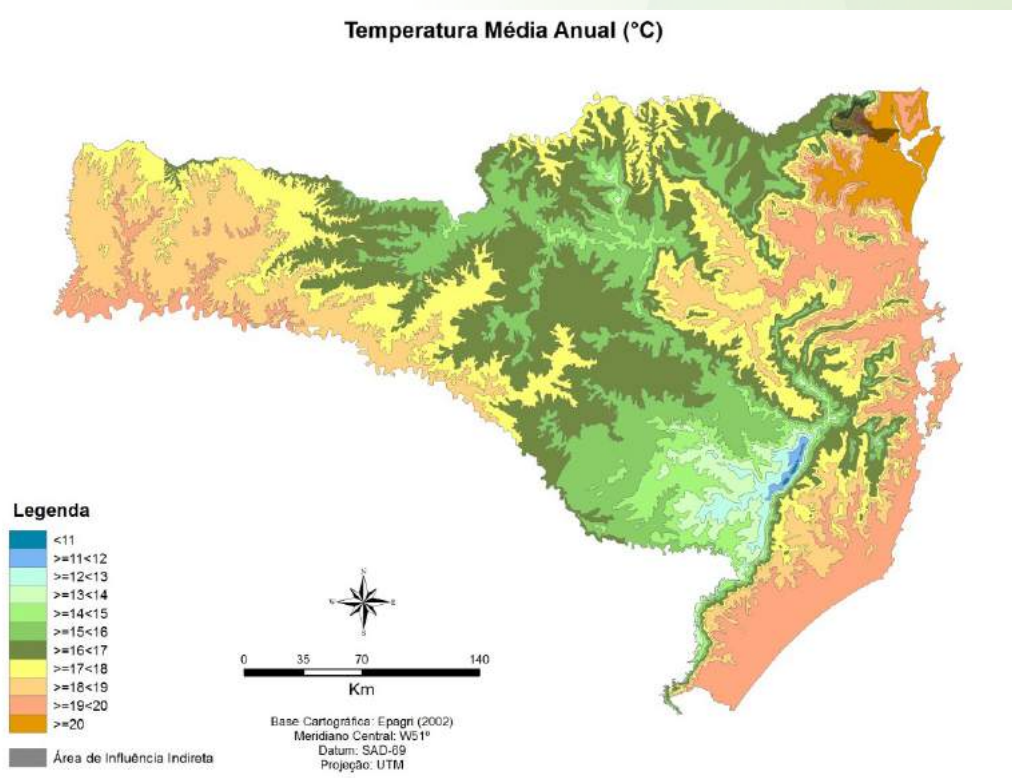 Temperatura Média Anual (°C)
Legenda
<11
>=11<12
>=12<13
>=13<14
>=14<15
>=15<16
>=16<17
>=17<18
>=18<19
>=19<20
>=20
Área de Influência Indireta
N
W
E
S
0 35 70 140
Km
Base Cartográfica: Epagri (2002)
Meridiano Central: W51º
Datum: SAD-69
Projeção: UTM